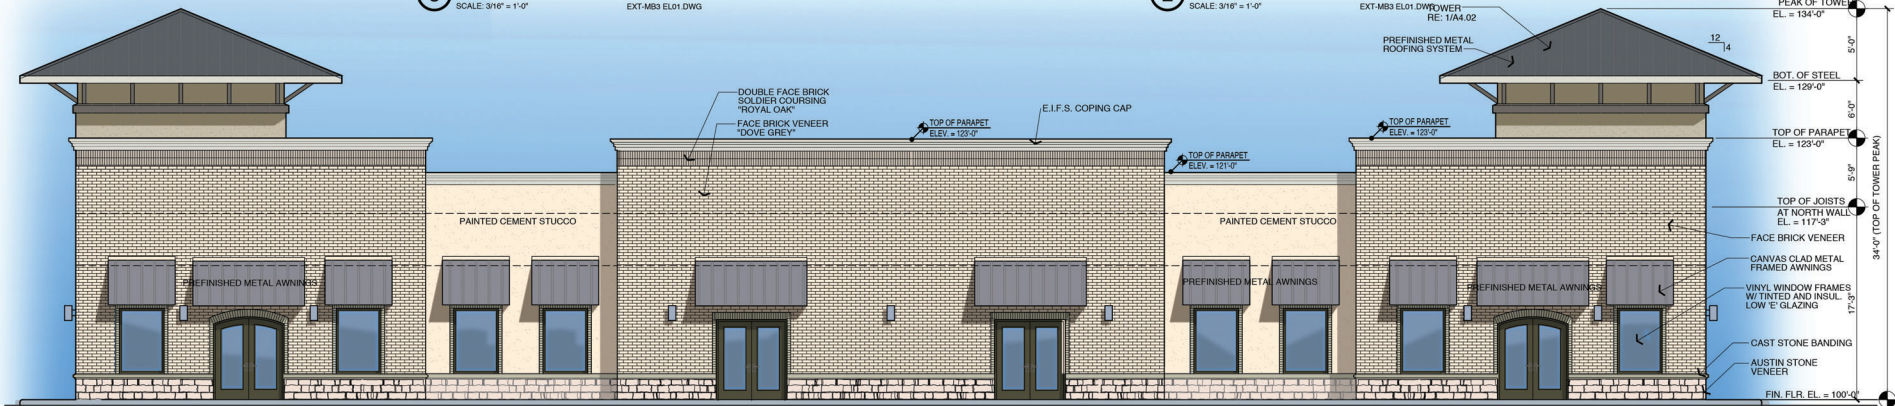 SCALE: 3/16" = 1'-0"
EXT-MB3 EL01.DWG
SCALE: 3/16" = 1'-0"
EXT-MB3 EL01.DWG
TOWER
RE: 1/A4.02
PREFINISHED METAL
ROOFING SYSTEM
12
4
PEAK OF TOWER
EL. = 134'-0"
5'-0"
BOT. OF STEEL
EL. = 129'-0"
6'-0"
DOUBLE FACE BRICK
SOLDIER COURSING
"ROYAL OAK"
FACE BRICK VENEER
"DOVE GREY"
E.I.F.S. COPING CAP
TOP OF PARAPET
ELEV. = 123'-0"
TOP OF PARAPET
ELEV. = 121'-0"
TOP OF PARAPET
ELEV. = 123'-0"
TOP OF PARAPET
EL. = 123'-0"
5'-9"
34'-0" (TOP OF TOWER PEAK)
TOP OF JOISTS
AT NORTH WALL
EL. = 117'-3"
PAINTED CEMENT STUCCO
PAINTED CEMENT STUCCO
FACE BRICK VENEER
CANVAS CLAD METAL
FRAMED AWNINGS
PREFINISHED METAL AWNINGS
PREFINISHED METAL AWNINGS
PREFINISHED METAL AWNINGS
VINYL WINDOW FRAMES
W/ TINTED AND INSUL.
LOW 'E' GLAZING
17'-3"
CAST STONE BANDING
AUSTIN STONE
VENEER
FIN. FLR. EL. = 100'-0"